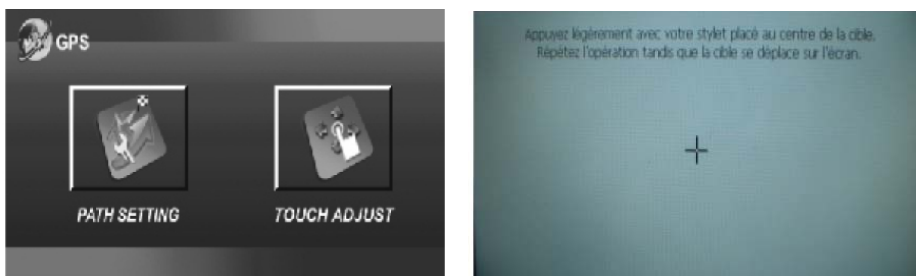 GPS
PATH SETTING
TOUCH ADJUST
Appuyez légèrement avec votre stylet placé au centre de la cible.
Répétez l'opération tandis que la cible se déplace sur l'écran.